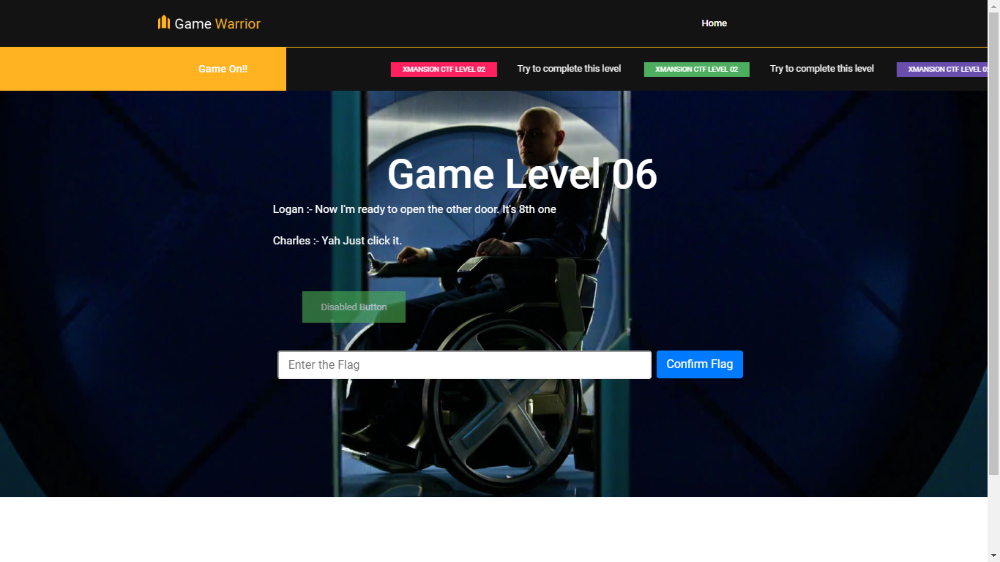 Game Warrior
Home
Game On!!
XMANSION CTF LEVEL 02
Try to complete this level
XMANSION CTF LEVEL 02
Try to complete this level
XMANSION CTF LEVEL
Game Level 06
Logan :- Now I'm ready to open the other door. It's 8th one
Charles :- Yah Just click it.
Disabled Button
Enter the Flag
Confirm Flag